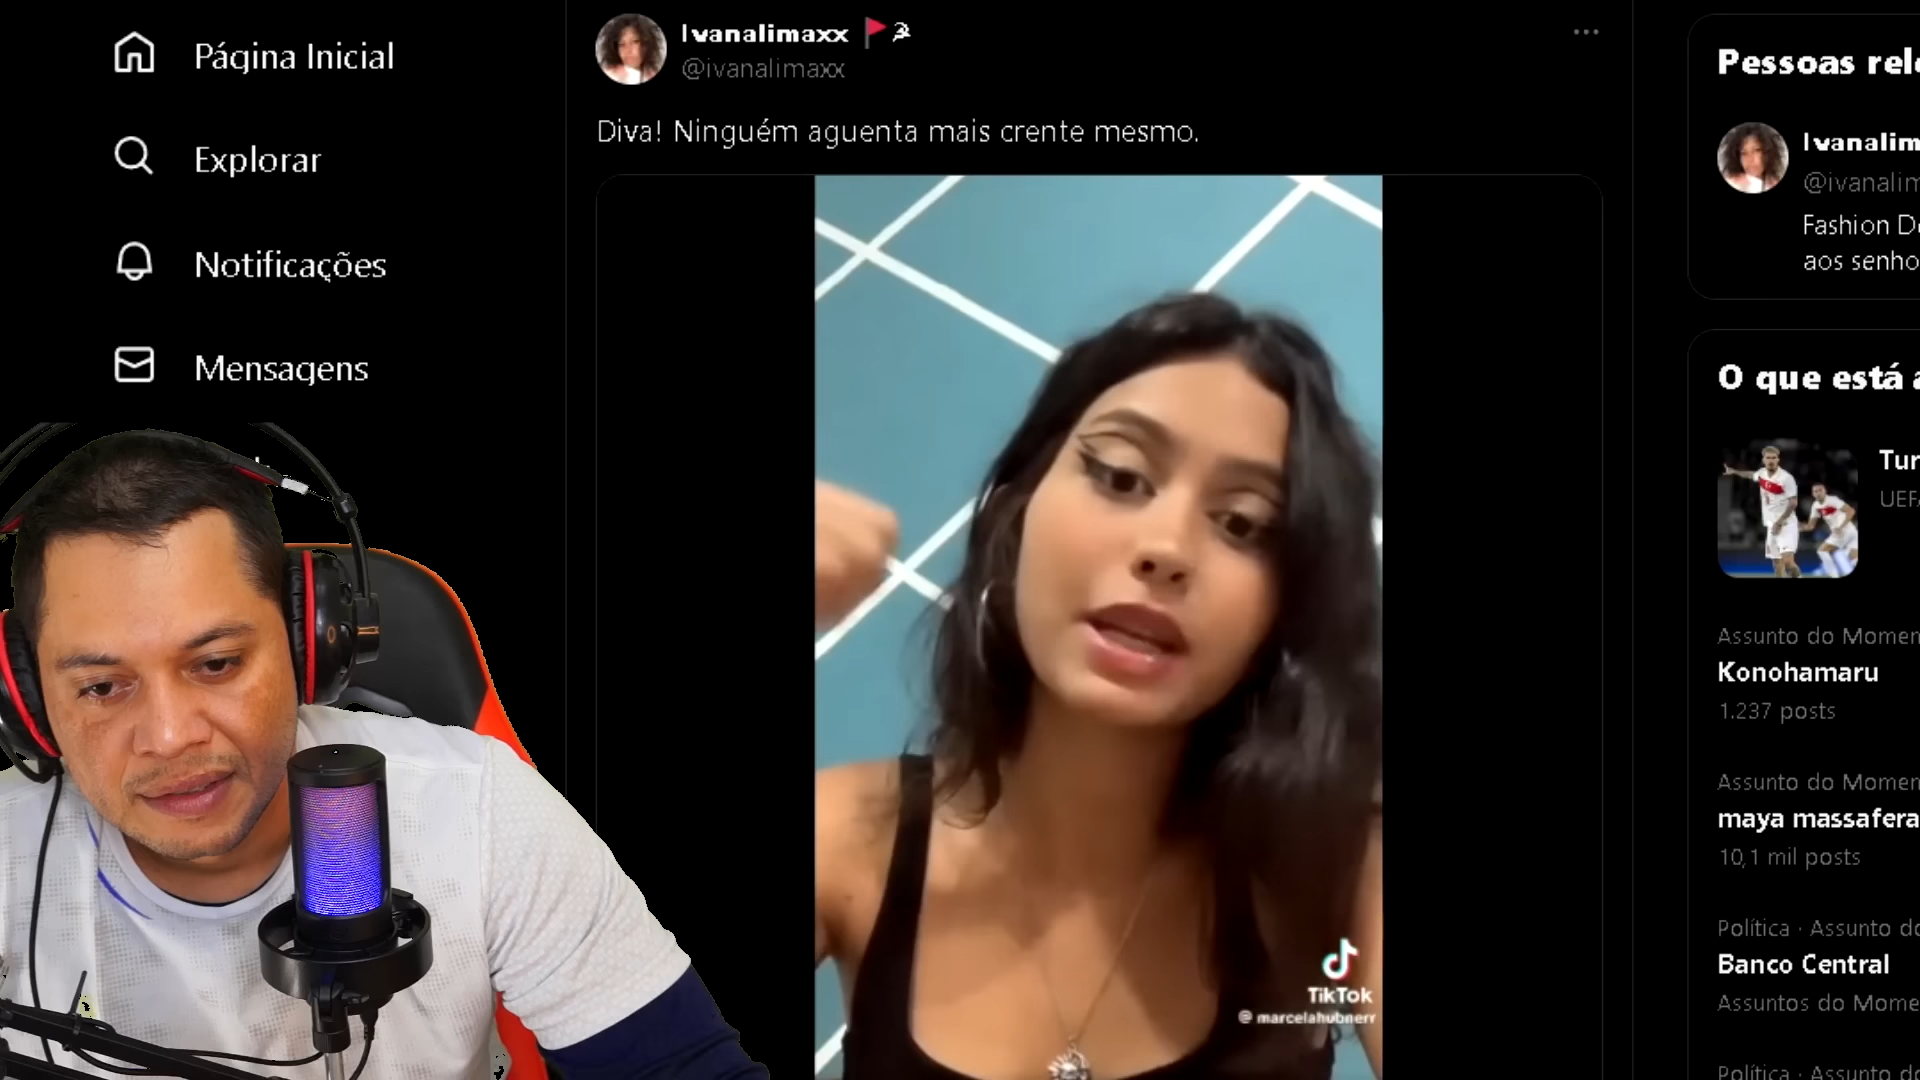 Página Inicial
Explorar
Notificações
Mensagens
Ivanalimaxx
@ivanalimaxx
Diva! Ninguém aguenta mais crente mesmo.
TikTok
@ marcelahubnerr
Pessoas rel
Ivanalim
@ivanalim
Fashion D
aos senho
O que está a
Tur
UEF
Assunto do Momen
Konohamaru
1.237 posts
Assunto do Momen
maya massafera
10,1 mil posts
Política · Assunto do
Banco Central
Assuntos do Mome
Política · Assunto do